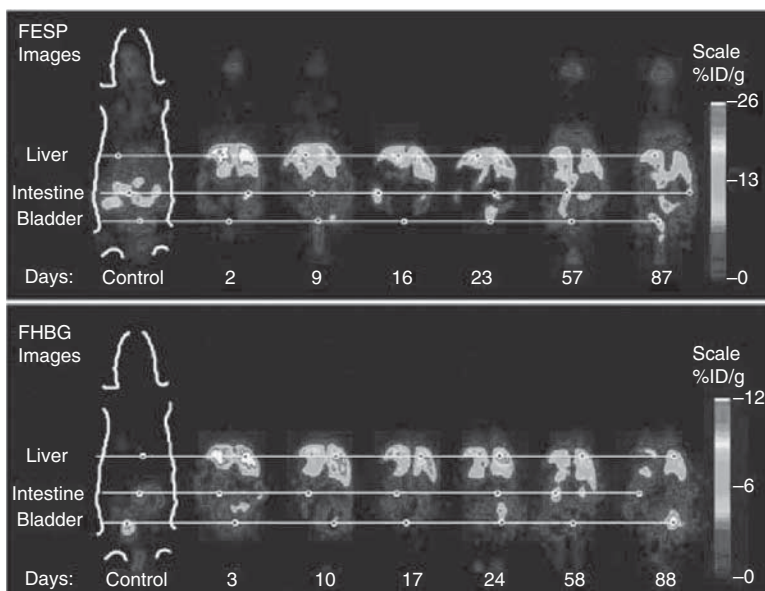 FESP
Images
Scale
%ID/g
–26
Liver
–13
Intestine
Bladder
–0
Days: Control 2 9 16 23 57 87
FHBG
Images
Scale
%ID/g
–12
Liver
–6
Intestine
Bladder
–0
Days: Control 3 10 17 24 58 88